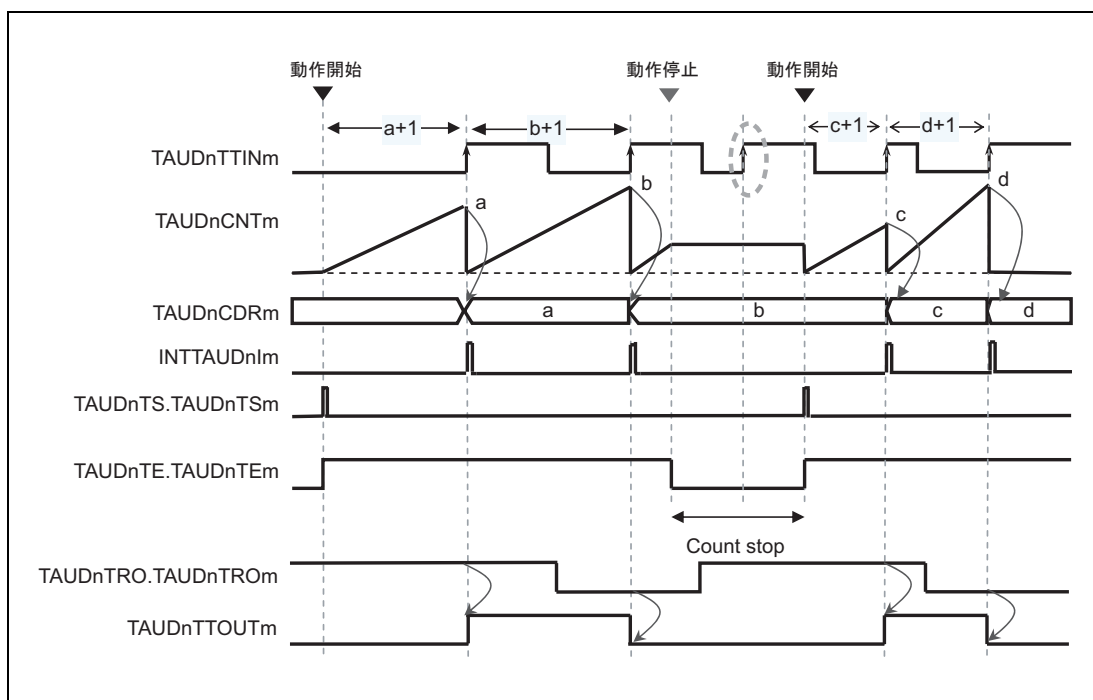 動作開始 動作停止 動作開始
a+1 b+1 c+1 d+1
TAUDnTTINm
a b c d
TAUDnCNTm
TAUDnCDRm a b c d
INTTAUDnIm
TAUDnTS.TAUDnTSm
TAUDnTE.TAUDnTEm
Count stop
TAUDnTRO.TAUDnTROm
TAUDnTTOUTm